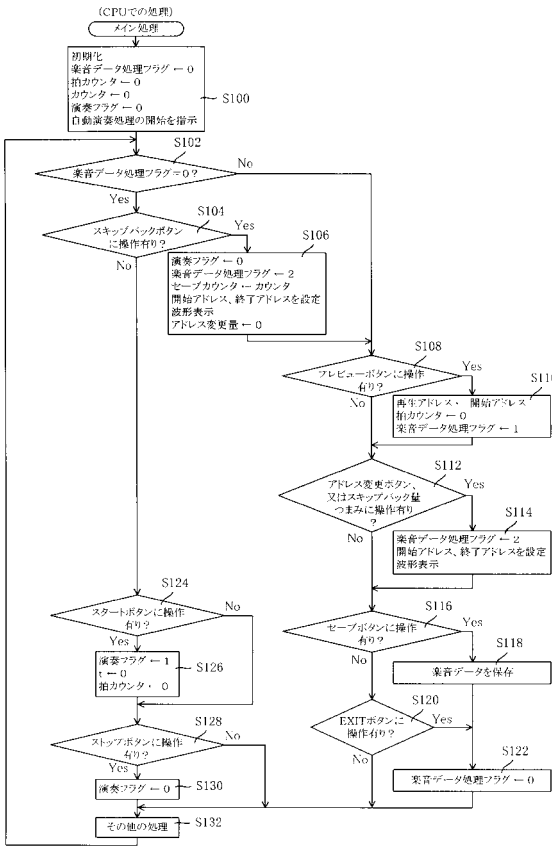 (CPUでの処理)
メイン処理
初期化
楽音データ処理フラグ ← 0
拍カウンタ ← 0
カウンタ ← 0
演奏フラグ ← 0
自動演奏処理の開始を指示
S100
S102
楽音データ処理フラグ=0?
No
Yes
S104
スキップバックボタン
に操作有り?
Yes
No
S106
演奏フラグ ← 0
楽音データ処理フラグ ← 2
セーブカウンタ ← カウンタ
開始アドレス、終了アドレスを設定
波形表示
アドレス変更量 ← 0
S108
プレビューボタンに操作
有り?
Yes
No
S110
再生アドレス ← 開始アドレス
拍カウンタ ← 0
楽音データ処理フラグ ← 1
S112
アドレス変更ボタン、
又はスキップバック量
つまみに操作有り
?
Yes
No
S114
楽音データ処理フラグ ← 2
開始アドレス、終了アドレスを設定
波形表示
S124
スタートボタンに操作
有り?
No
Yes
S126
演奏フラグ ← 1
t ← 0
拍カウンタ ← 0
S116
セーブボタンに操作
有り?
Yes
No
S118
楽音データを保存
S120
EXITボタンに
操作有り?
Yes
No
S122
楽音データ処理フラグ ← 0
S128
ストップボタンに操作
有り?
No
Yes
演奏フラグ ← 0
S130
その他の処理
S132